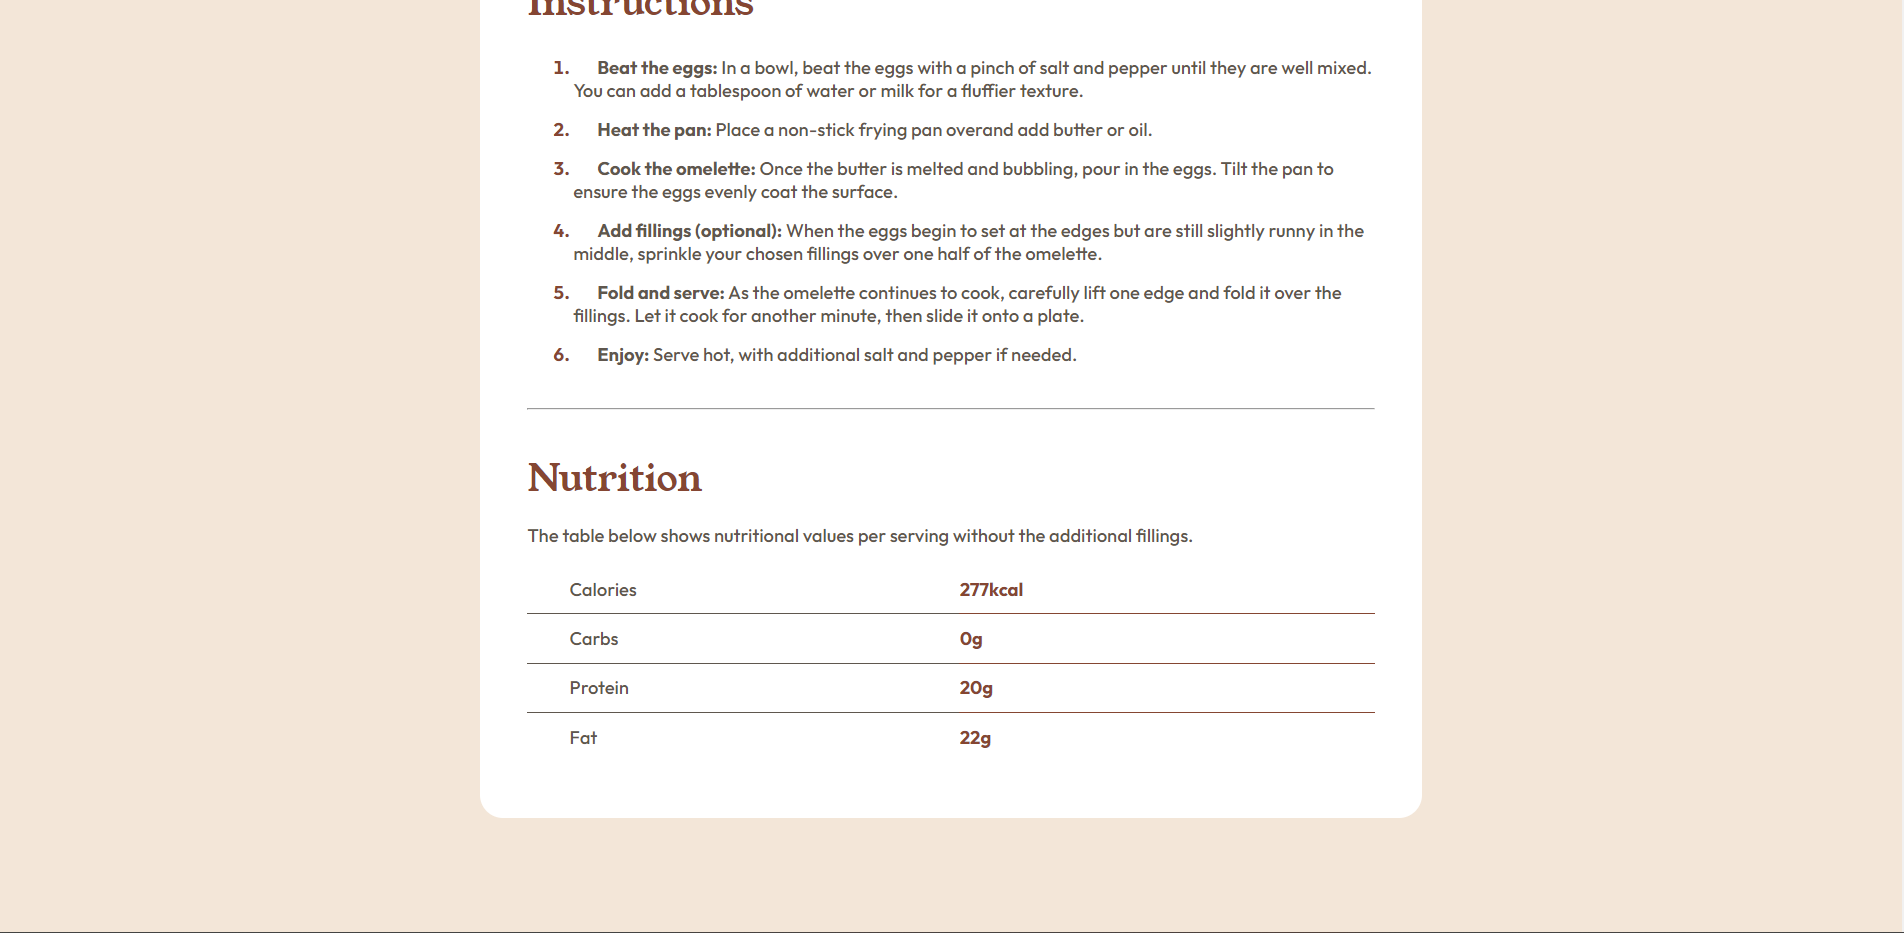 Instructions
1. Beat the eggs: In a bowl, beat the eggs with a pinch of salt and pepper until they are well mixed.
You can add a tablespoon of water or milk for a fluffier texture.
2. Heat the pan: Place a non-stick frying pan overand add butter or oil.
3. Cook the omelette: Once the butter is melted and bubbling, pour in the eggs. Tilt the pan to
ensure the eggs evenly coat the surface.
4. Add fillings (optional): When the eggs begin to set at the edges but are still slightly runny in the
middle, sprinkle your chosen fillings over one half of the omelette.
5. Fold and serve: As the omelette continues to cook, carefully lift one edge and fold it over the
fillings. Let it cook for another minute, then slide it onto a plate.
6. Enjoy: Serve hot, with additional salt and pepper if needed.
Nutrition
The table below shows nutritional values per serving without the additional fillings.
Calories 277kcal
Carbs 0g
Protein 20g
Fat 22g